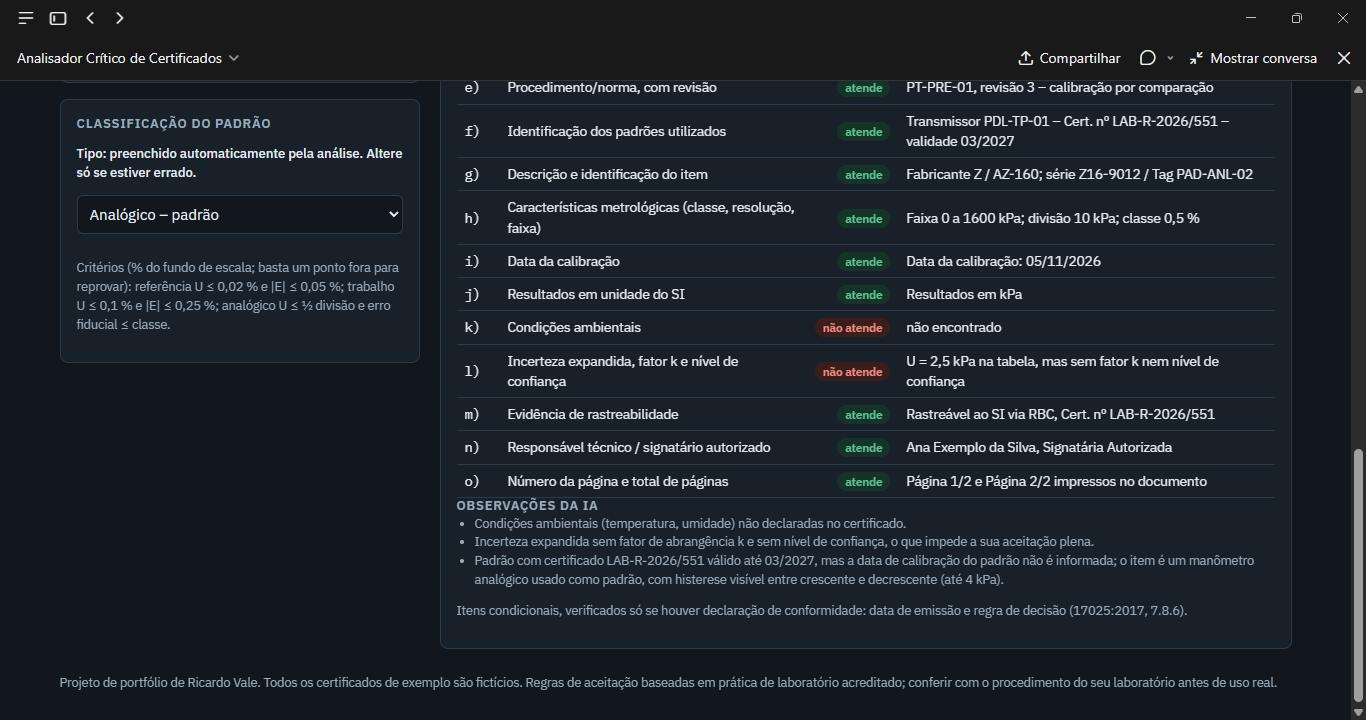 Analisador Crítico de Certificados
Compartilhar
Mostrar conversa
CLASSIFICAÇÃO DO PADRÃO
Tipo: preenchido automaticamente pela análise. Altere
só se estiver errado.
Analógico – padrão
Critérios (% do fundo de escala; basta um ponto fora para
reprovar): referência U ≤ 0,02 % e |E| ≤ 0,05 %; trabalho
U ≤ 0,1 % e |E| ≤ 0,25 %; analógico U ≤ ½ divisão e erro
fiducial ≤ classe.
e) Procedimento/norma, com revisão atende PT-PRE-01, revisão 3 – calibração por comparação
f) Identificação dos padrões utilizados atende Transmissor PDL-TP-01 – Cert. nº LAB-R-2026/551 –
validade 03/2027
g) Descrição e identificação do item atende Fabricante Z / AZ-160; série Z16-9012 / Tag PAD-ANL-02
h) Características metrológicas (classe, resolução,
faixa) atende Faixa 0 a 1600 kPa; divisão 10 kPa; classe 0,5 %
i) Data da calibração atende Data da calibração: 05/11/2026
j) Resultados em unidade do SI atende Resultados em kPa
k) Condições ambientais não atende não encontrado
l) Incerteza expandida, fator k e nível de
confiança não atende U = 2,5 kPa na tabela, mas sem fator k nem nível de
confiança
m) Evidência de rastreabilidade atende Rastreável ao SI via RBC, Cert. nº LAB-R-2026/551
n) Responsável técnico / signatário autorizado atende Ana Exemplo da Silva, Signatária Autorizada
o) Número da página e total de páginas atende Página 1/2 e Página 2/2 impressos no documento
OBSERVAÇÕES DA IA
• Condições ambientais (temperatura, umidade) não declaradas no certificado.
• Incerteza expandida sem fator de abrangência k e sem nível de confiança, o que impede a sua aceitação plena.
• Padrão com certificado LAB-R-2026/551 válido até 03/2027, mas a data de calibração do padrão não é informada; o item é um manômetro
analógico usado como padrão, com histerese visível entre crescente e decrescente (até 4 kPa).
Itens condicionais, verificados só se houver declaração de conformidade: data de emissão e regra de decisão (17025:2017, 7.8.6).
Projeto de portfólio de Ricardo Vale. Todos os certificados de exemplo são fictícios. Regras de aceitação baseadas em prática de laboratório acreditado; conferir com o procedimento do seu laboratório antes de uso real.